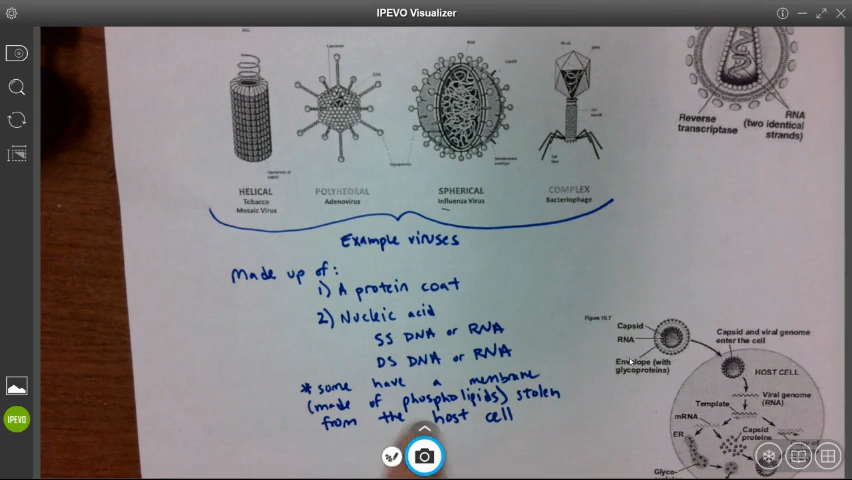 IPEVO Visualizer
RNA
(two identical
strands)
Reverse
transcriptase
HELICAL
Tobacco
Mosaic Virus
POLYHEDRAL
Adenovirus
SPHERICAL
Influenza Virus
COMPLEX
Bacteriophage
Example viruses
Made up of:
1) A protein coat
2) Nucleic acid
SS DNA or RNA
DS DNA or RNA
* some have a membrane
(made of phospholipids) stolen
from the host cell
Figure 10.7
Capsid
RNA
Envelope (with
glycoproteins)
Capsid and viral genome
enter the cell
HOST CELL
Viral genome
(RNA)
Template
mRNA
Capsid
proteins
ER
Glyco-
IPEVO